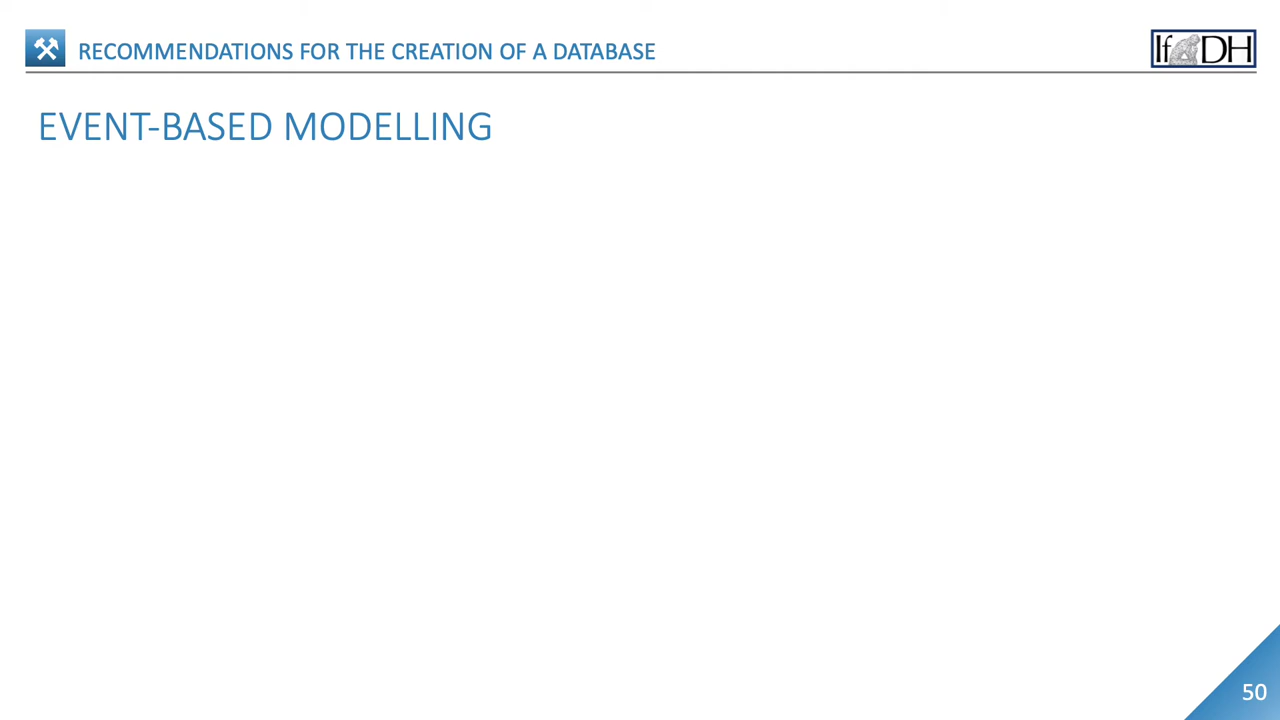 RECOMMENDATIONS FOR THE CREATION OF A DATABASE
IfDH
EVENT-BASED MODELLING
50